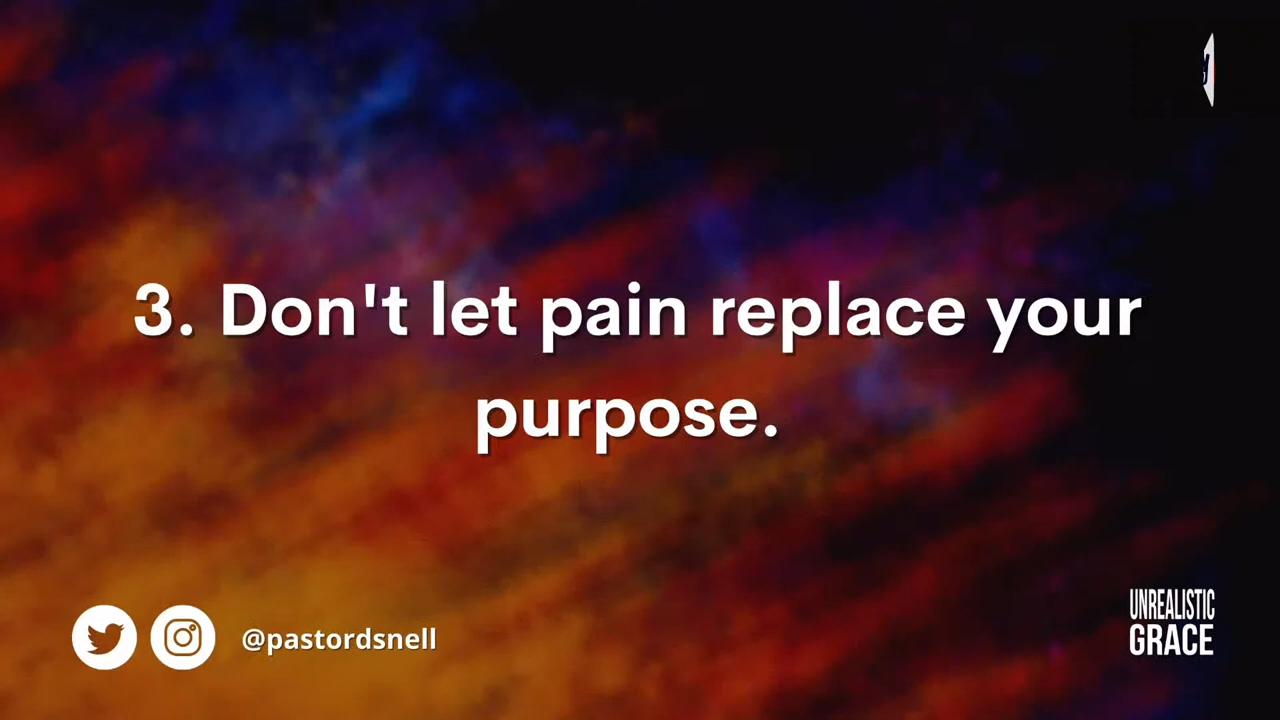 3. Don't let pain replace your
purpose.
@pastordsnell
UNREALISTIC
GRACE